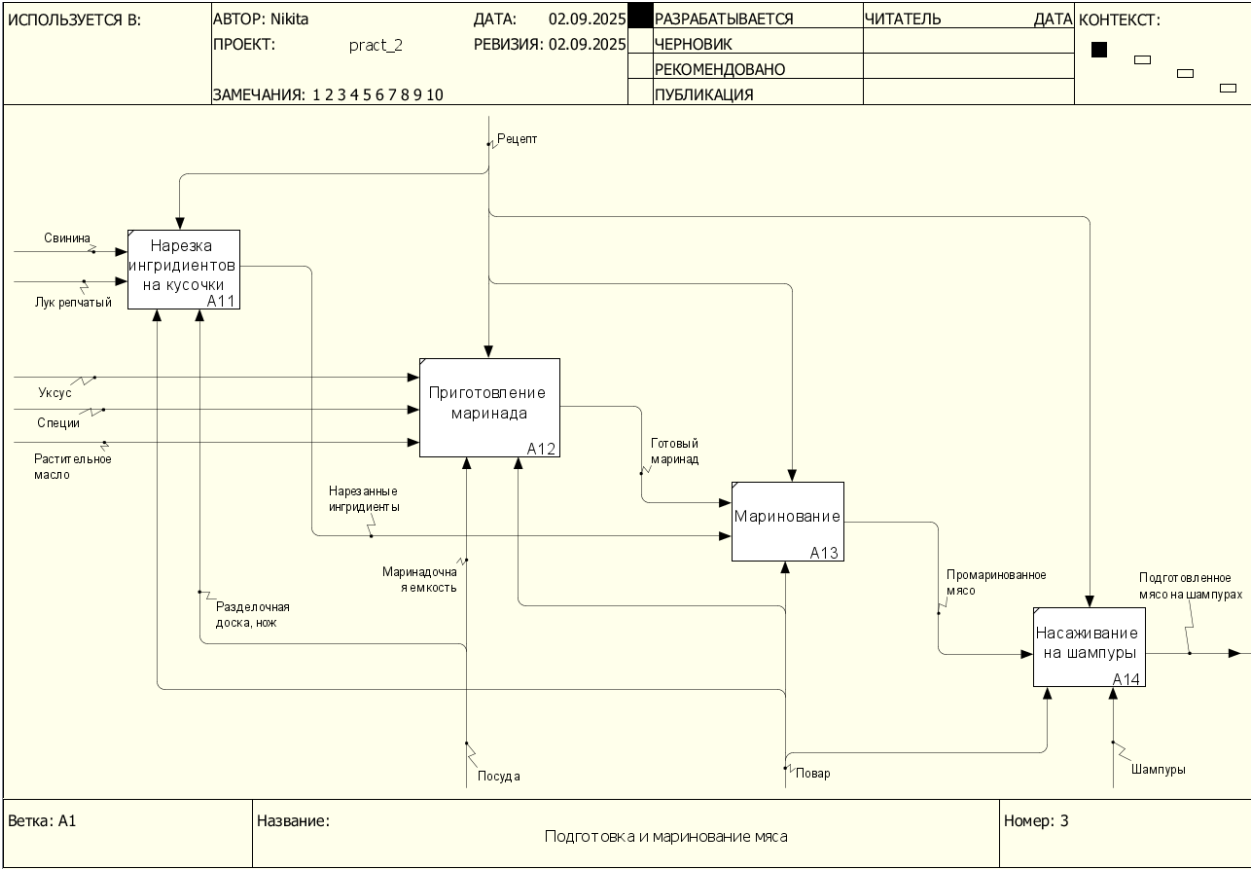 ИСПОЛЬЗУЕТСЯ В:
АВТОР: Nikita
ДАТА: 02.09.2025
ПРОЕКТ: pract_2
РЕВИЗИЯ: 02.09.2025
ЗАМЕЧАНИЯ: 1 2 3 4 5 6 7 8 9 10
РАЗРАБАТЫВАЕТСЯ
ЧЕРНОВИК
РЕКОМЕНДОВАНО
ПУБЛИКАЦИЯ
ЧИТАТЕЛЬ
ДАТА
КОНТЕКСТ:
Рецепт
Свинина
Лук репчатый
Нарезка
ингридиентов
на кусочки
A11
Уксус
Специи
Растительное
масло
Приготовление
маринада
A12
Готовый
маринад
Нарезанные
ингридиенты
Маринование
A13
Маринадочна
я емкость
Разделочная
доска, нож
Промаринованное
мясо
Подготовленное
мясо на шампурах
Насаживание
на шампуры
A14
Посуда
Повар
Шампуры
Ветка: A1
Название:
Подготовка и маринование мяса
Номер: 3